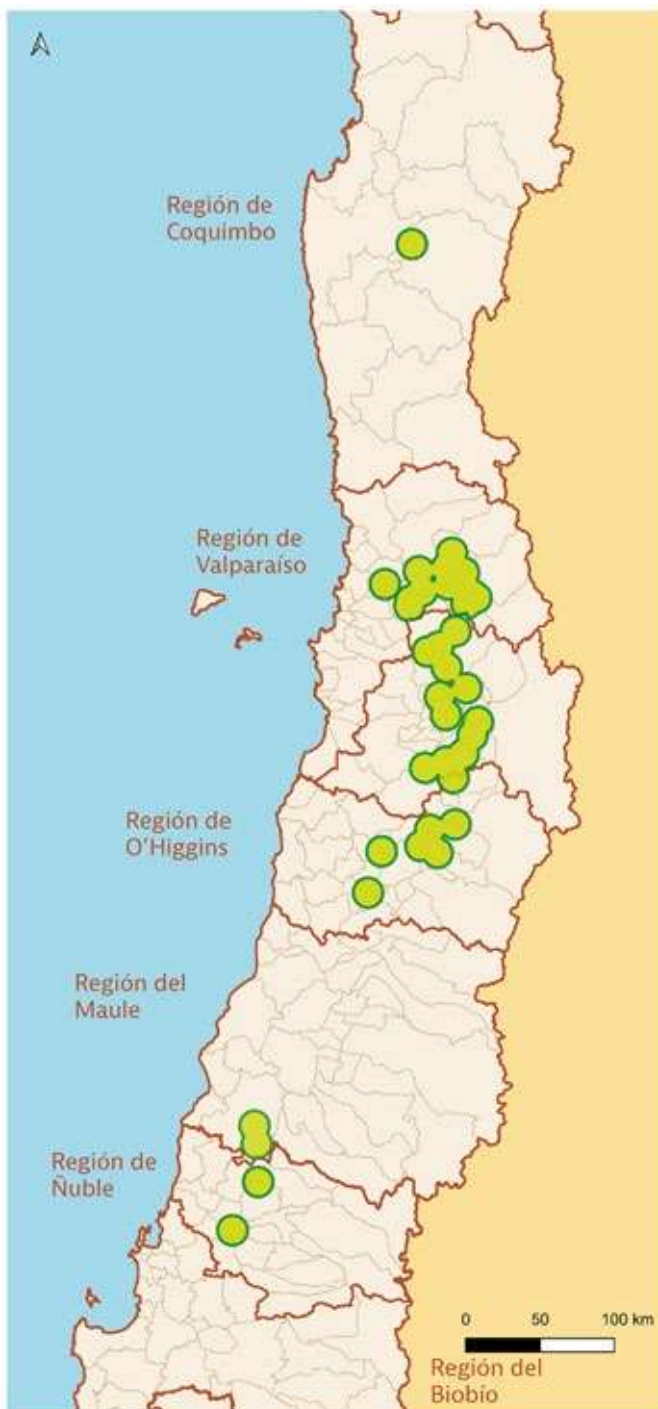 Región de
Coquimbo
Región de
Valparaíso
Región de
O'Higgins
Región del
Maule
Región de
Ñuble
0 50 100 km
Región del
Biobío